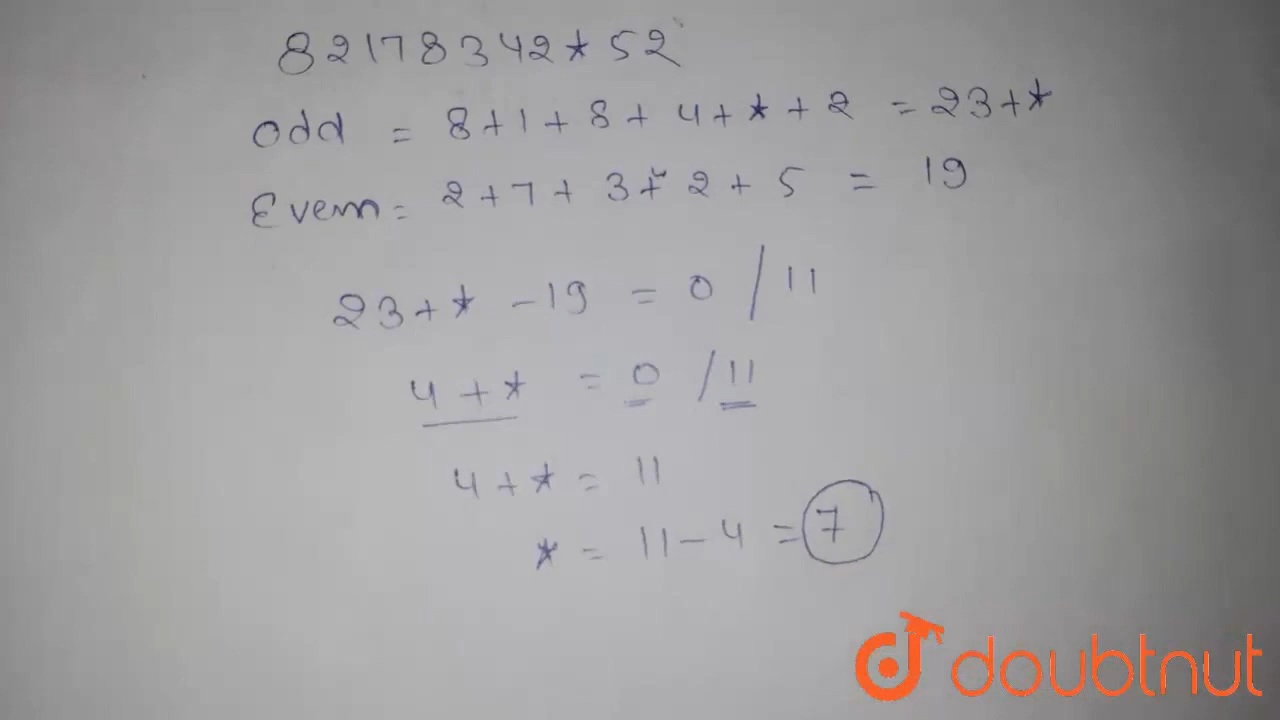 82178342*52
odd = 8+1+8+4+*+2 = 23+*
Even = 2+7+3+2+5 = 19
23+* -19 = 0 / 11
4+* = 0 / 11
4+* = 11
* = 11-4 = 7
doubtnut